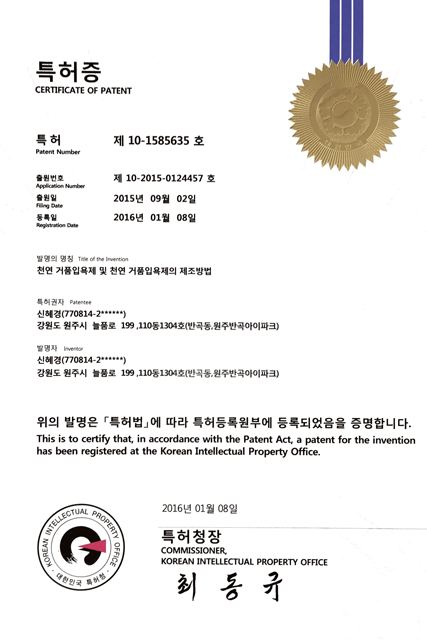 특허증
CERTIFICATE OF PATENT
특허 제 10-1585635 호
Patent Number
출원번호 제 10-2015-0124457 호
Application Number
출원일 2015년 09월 02일
Filing Date
등록일 2016년 01월 08일
Registration Date
발명의 명칭 Title of the Invention
천연 거품입욕제 및 천연 거품입욕제의 제조방법
특허권자 Patentee
신혜경(770814-2******)
강원도 원주시 늘품로 199 ,110동1304호(반곡동,원주반곡아이파크)
발명자 Inventor
신혜경(770814-2******)
강원도 원주시 늘품로 199 ,110동1304호(반곡동,원주반곡아이파크)
위의 발명은 「특허법」에 따라 특허등록원부에 등록되었음을 증명합니다.
This is to certify that, in accordance with the Patent Act, a patent for the invention
has been registered at the Korean Intellectual Property Office.
2016년 01월 08일
특허청장
COMMISSIONER,
KOREAN INTELLECTUAL PROPERTY OFFICE
최동규
KOREAN INTELLECTUAL PROPERTY OFFICE
대한민국 특허청